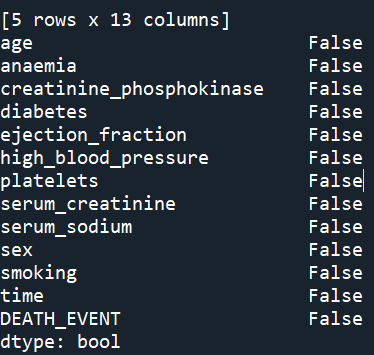 [5 rows x 13 columns]
age False
anaemia False
creatinine_phosphokinase False
diabetes False
ejection_fraction False
high_blood_pressure False
platelets False
serum_creatinine False
serum_sodium False
sex False
smoking False
time False
DEATH_EVENT False
dtype: bool